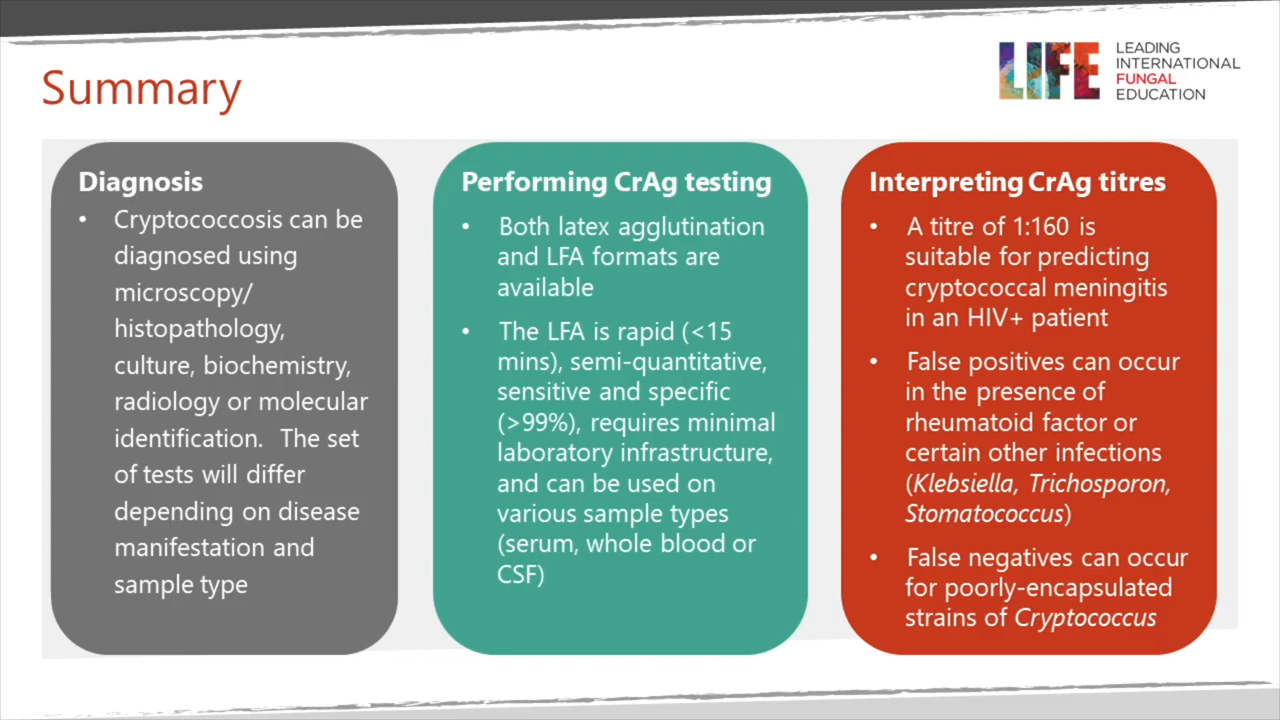 LIFE
LEADING
INTERNATIONAL
FUNGAL
EDUCATION
Summary
Diagnosis
• Cryptococcosis can be
diagnosed using
microscopy/
histopathology,
culture, biochemistry,
radiology or molecular
identification. The set
of tests will differ
depending on disease
manifestation and
sample type
Performing CrAg testing
• Both latex agglutination
and LFA formats are
available
• The LFA is rapid (<15
mins), semi-quantitative,
sensitive and specific
(>99%), requires minimal
laboratory infrastructure,
and can be used on
various sample types
(serum, whole blood or
CSF)
Interpreting CrAg titres
• A titre of 1:160 is
suitable for predicting
cryptococcal meningitis
in an HIV+ patient
• False positives can occur
in the presence of
rheumatoid factor or
certain other infections
(Klebsiella, Trichosporon,
Stomatococcus)
• False negatives can occur
for poorly-encapsulated
strains of Cryptococcus